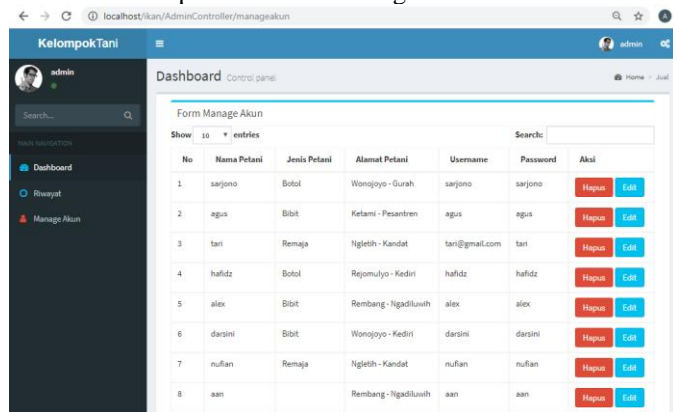 localhost/ikan/AdminController/manageakun
A
KelompokTani
admin
admin
Dashboard Control panel
Home > Jual
Search...
MAIN NAVIGATION
Dashboard
Riwayat
Manage Akun
Form Manage Akun
Show 10 entries Search:
No Nama Petani Jenis Petani Alamat Petani Username Password Aksi
1 sarjono Botol Wonojoyo - Gurah sarjono sarjono Hapus Edit
2 agus Bibit Ketami - Pesantren agus agus Hapus Edit
3 tari Remaja Ngletih - Kandat tari@gmail.com tari Hapus Edit
4 hafidz Botol Rejomulyo - Kediri hafidz hafidz Hapus Edit
5 alex Bibit Rembang - Ngadiluwih alex alex Hapus Edit
6 darsini Bibit Wonojoyo - Kediri darsini darsini Hapus Edit
7 nufian Remaja Ngletih - Kandat nufian nufian Hapus Edit
8 aan Rembang - Ngadiluwih aan aan Hapus Edit